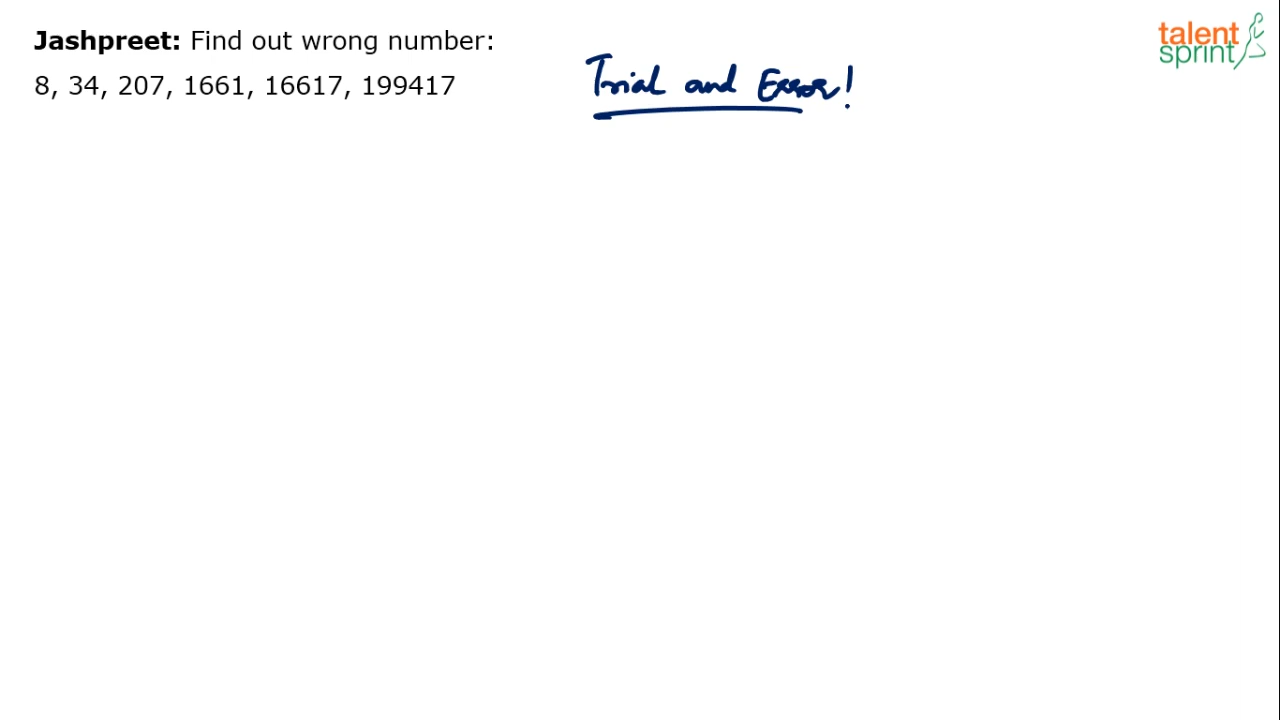 Jashpreet: Find out wrong number:
8, 34, 207, 1661, 16617, 199417
Trial and Error!
talent
sprint